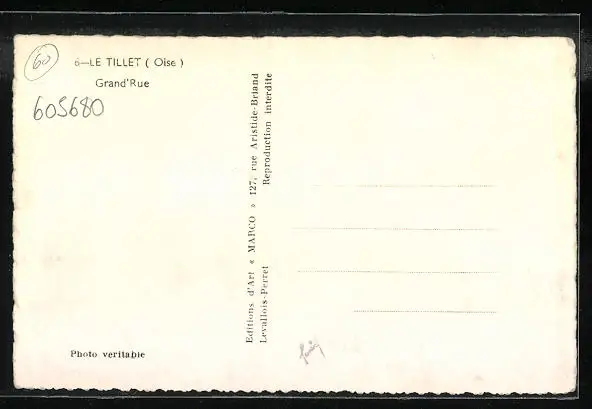 60
6—LE TILLET ( Oise )
Grand'Rue
605680
Editions d'Art « MARCO » 127, rue Aristide-Briand
Levallois-Perret Reproduction interdite
Photo veritable